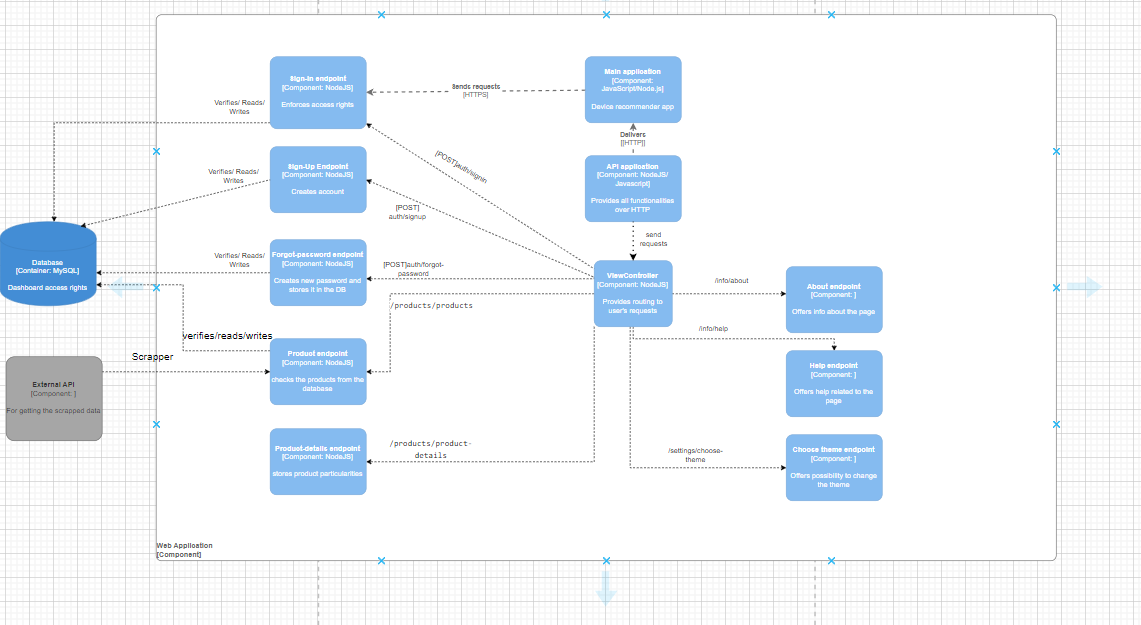 Sign-In endpoint
[Component: NodeJS]
Enforces access rights
Main application
[Component:
JavaScript/Node.js]
Device recommender app
Sends requests
[HTTPS]
Verifies/ Reads/
Writes
Delivers
[[HTTP]]
Sign-Up Endpoint
[Component: NodeJS]
Creates account
API application
[Component: NodeJS/
Javascript]
Provides all functionalities
over HTTP
[POST]auth/signin
Verifies/ Reads/
Writes
[POST]
auth/signup
send
requests
Database
[Container: MySQL]
Dashboard access rights
Verifies/ Reads/
Writes
Forgot-password endpoint
[Component: NodeJS]
Creates new password and
stores it in the DB
[POST]auth/forgot-
password
ViewController
[Component: NodeJS]
Provides routing to
user's requests
/info/about
About endpoint
[Component: ]
Offers info about the page
/products/products
/info/help
verifies/reads/writes
Scrapper
Product endpoint
[Component: NodeJS]
checks the products from the
database
Help endpoint
[Component: ]
Offers help related to the
page
External API
[Component: ]
For getting the scrapped data
Product-details endpoint
[Component: NodeJS]
stores product particularities
/products/product-
details
/settings/choose-
theme
Choose theme endpoint
[Component: ]
Offers possibility to change
the theme
Web Application
[Component]